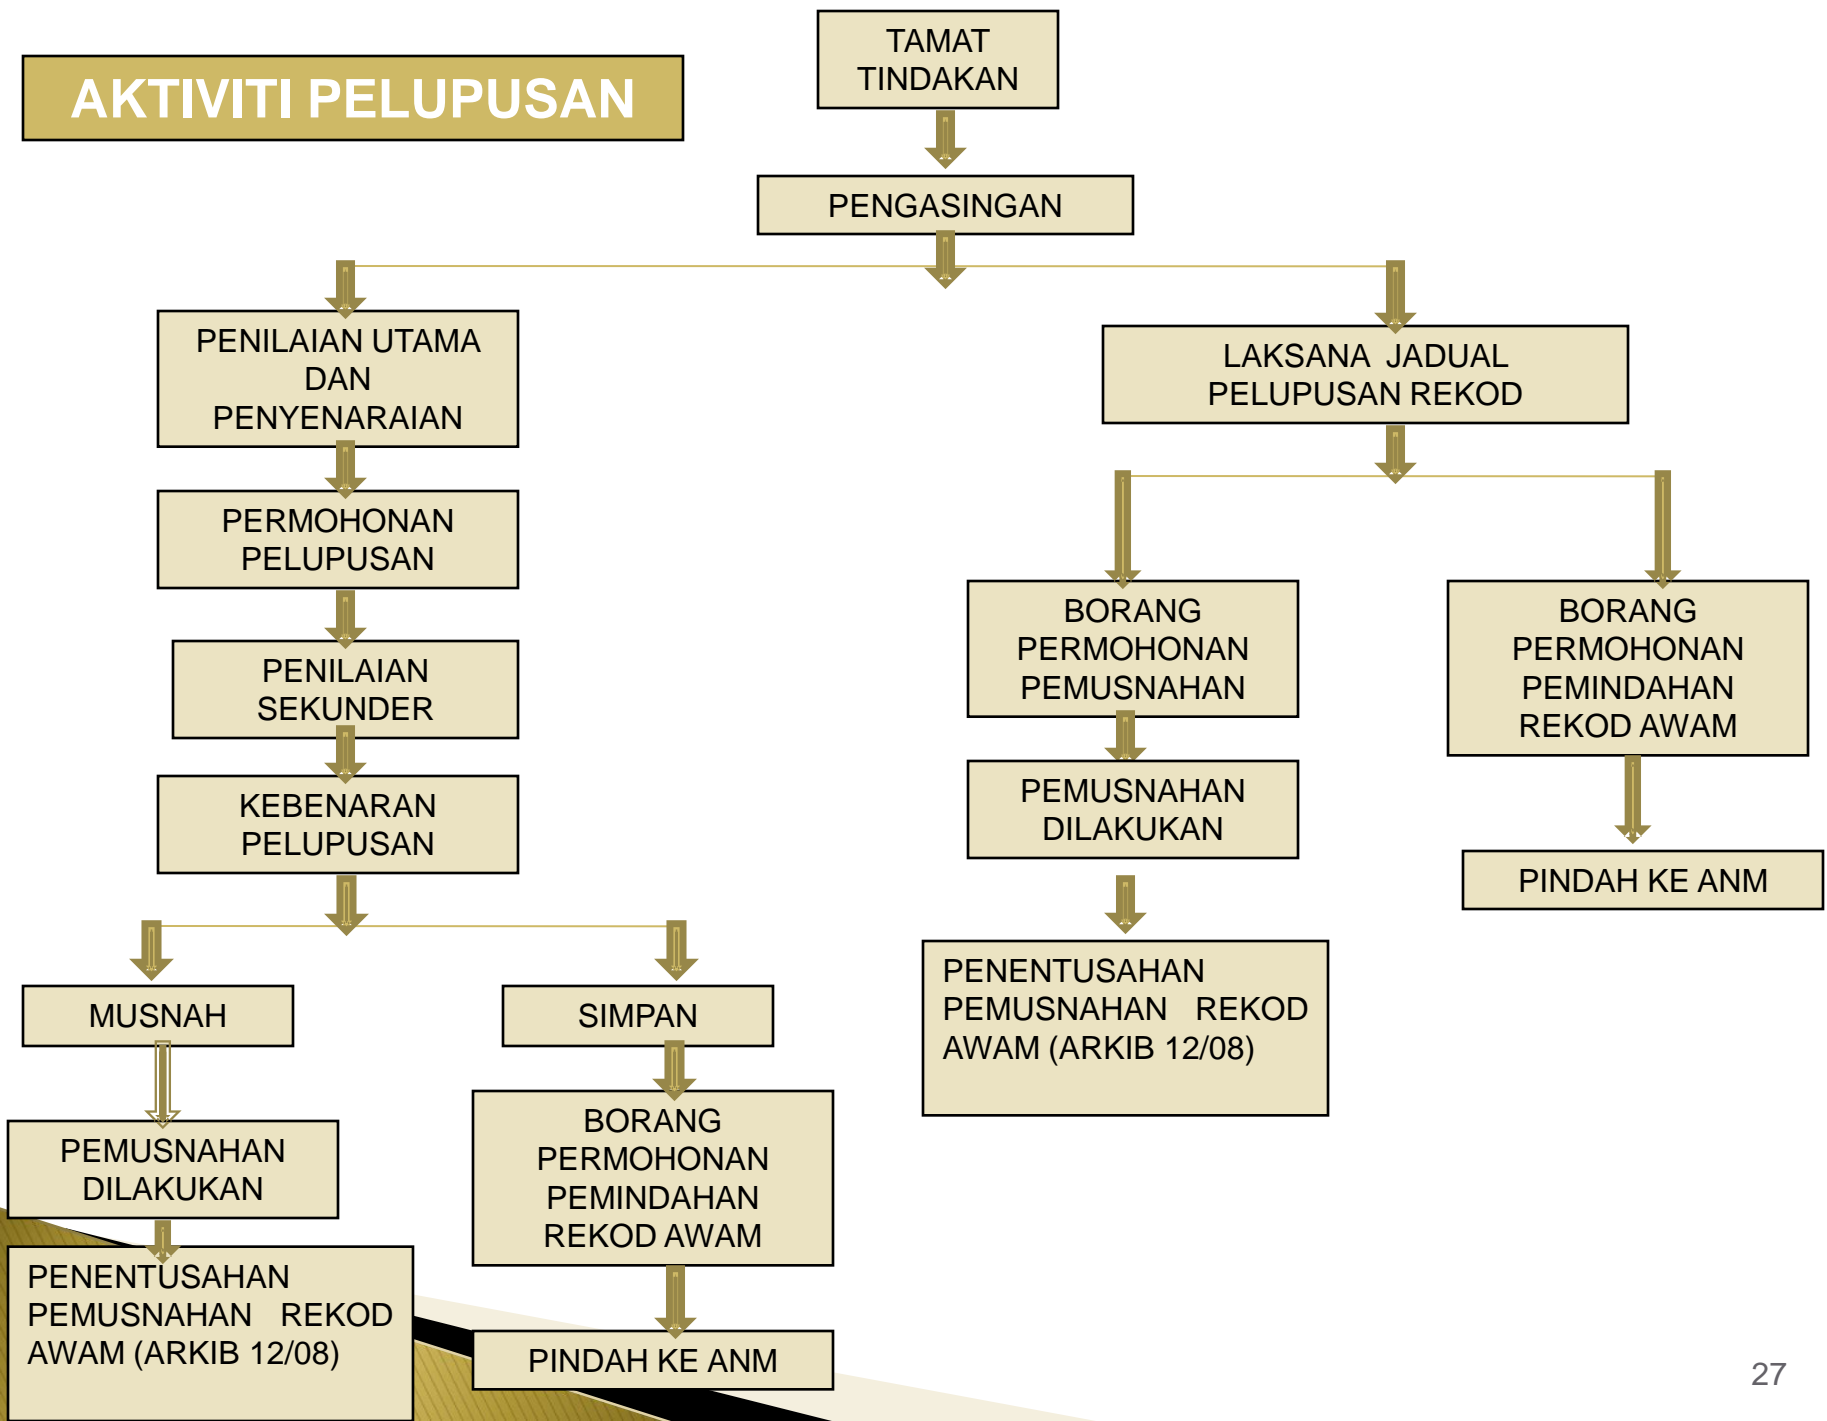 AKTIVITI PELUPUSAN
TAMAT
TINDAKAN
PENGASINGAN
PENILAIAN UTAMA
DAN
PENYENARAIAN
PERMOHONAN
PELUPUSAN
PENILAIAN
SEKUNDER
KEBENARAN
PELUPUSAN
MUSNAH
PEMUSNAHAN
DILAKUKAN
PENENTUSAHAN
PEMUSNAHAN REKOD
AWAM (ARKIB 12/08)
SIMPAN
BORANG
PERMOHONAN
PEMINDAHAN
REKOD AWAM
PINDAH KE ANM
LAKSANA JADUAL
PELUPUSAN REKOD
BORANG
PERMOHONAN
PEMUSNAHAN
PEMUSNAHAN
DILAKUKAN
PENENTUSAHAN
PEMUSNAHAN REKOD
AWAM (ARKIB 12/08)
BORANG
PERMOHONAN
PEMINDAHAN
REKOD AWAM
PINDAH KE ANM
27